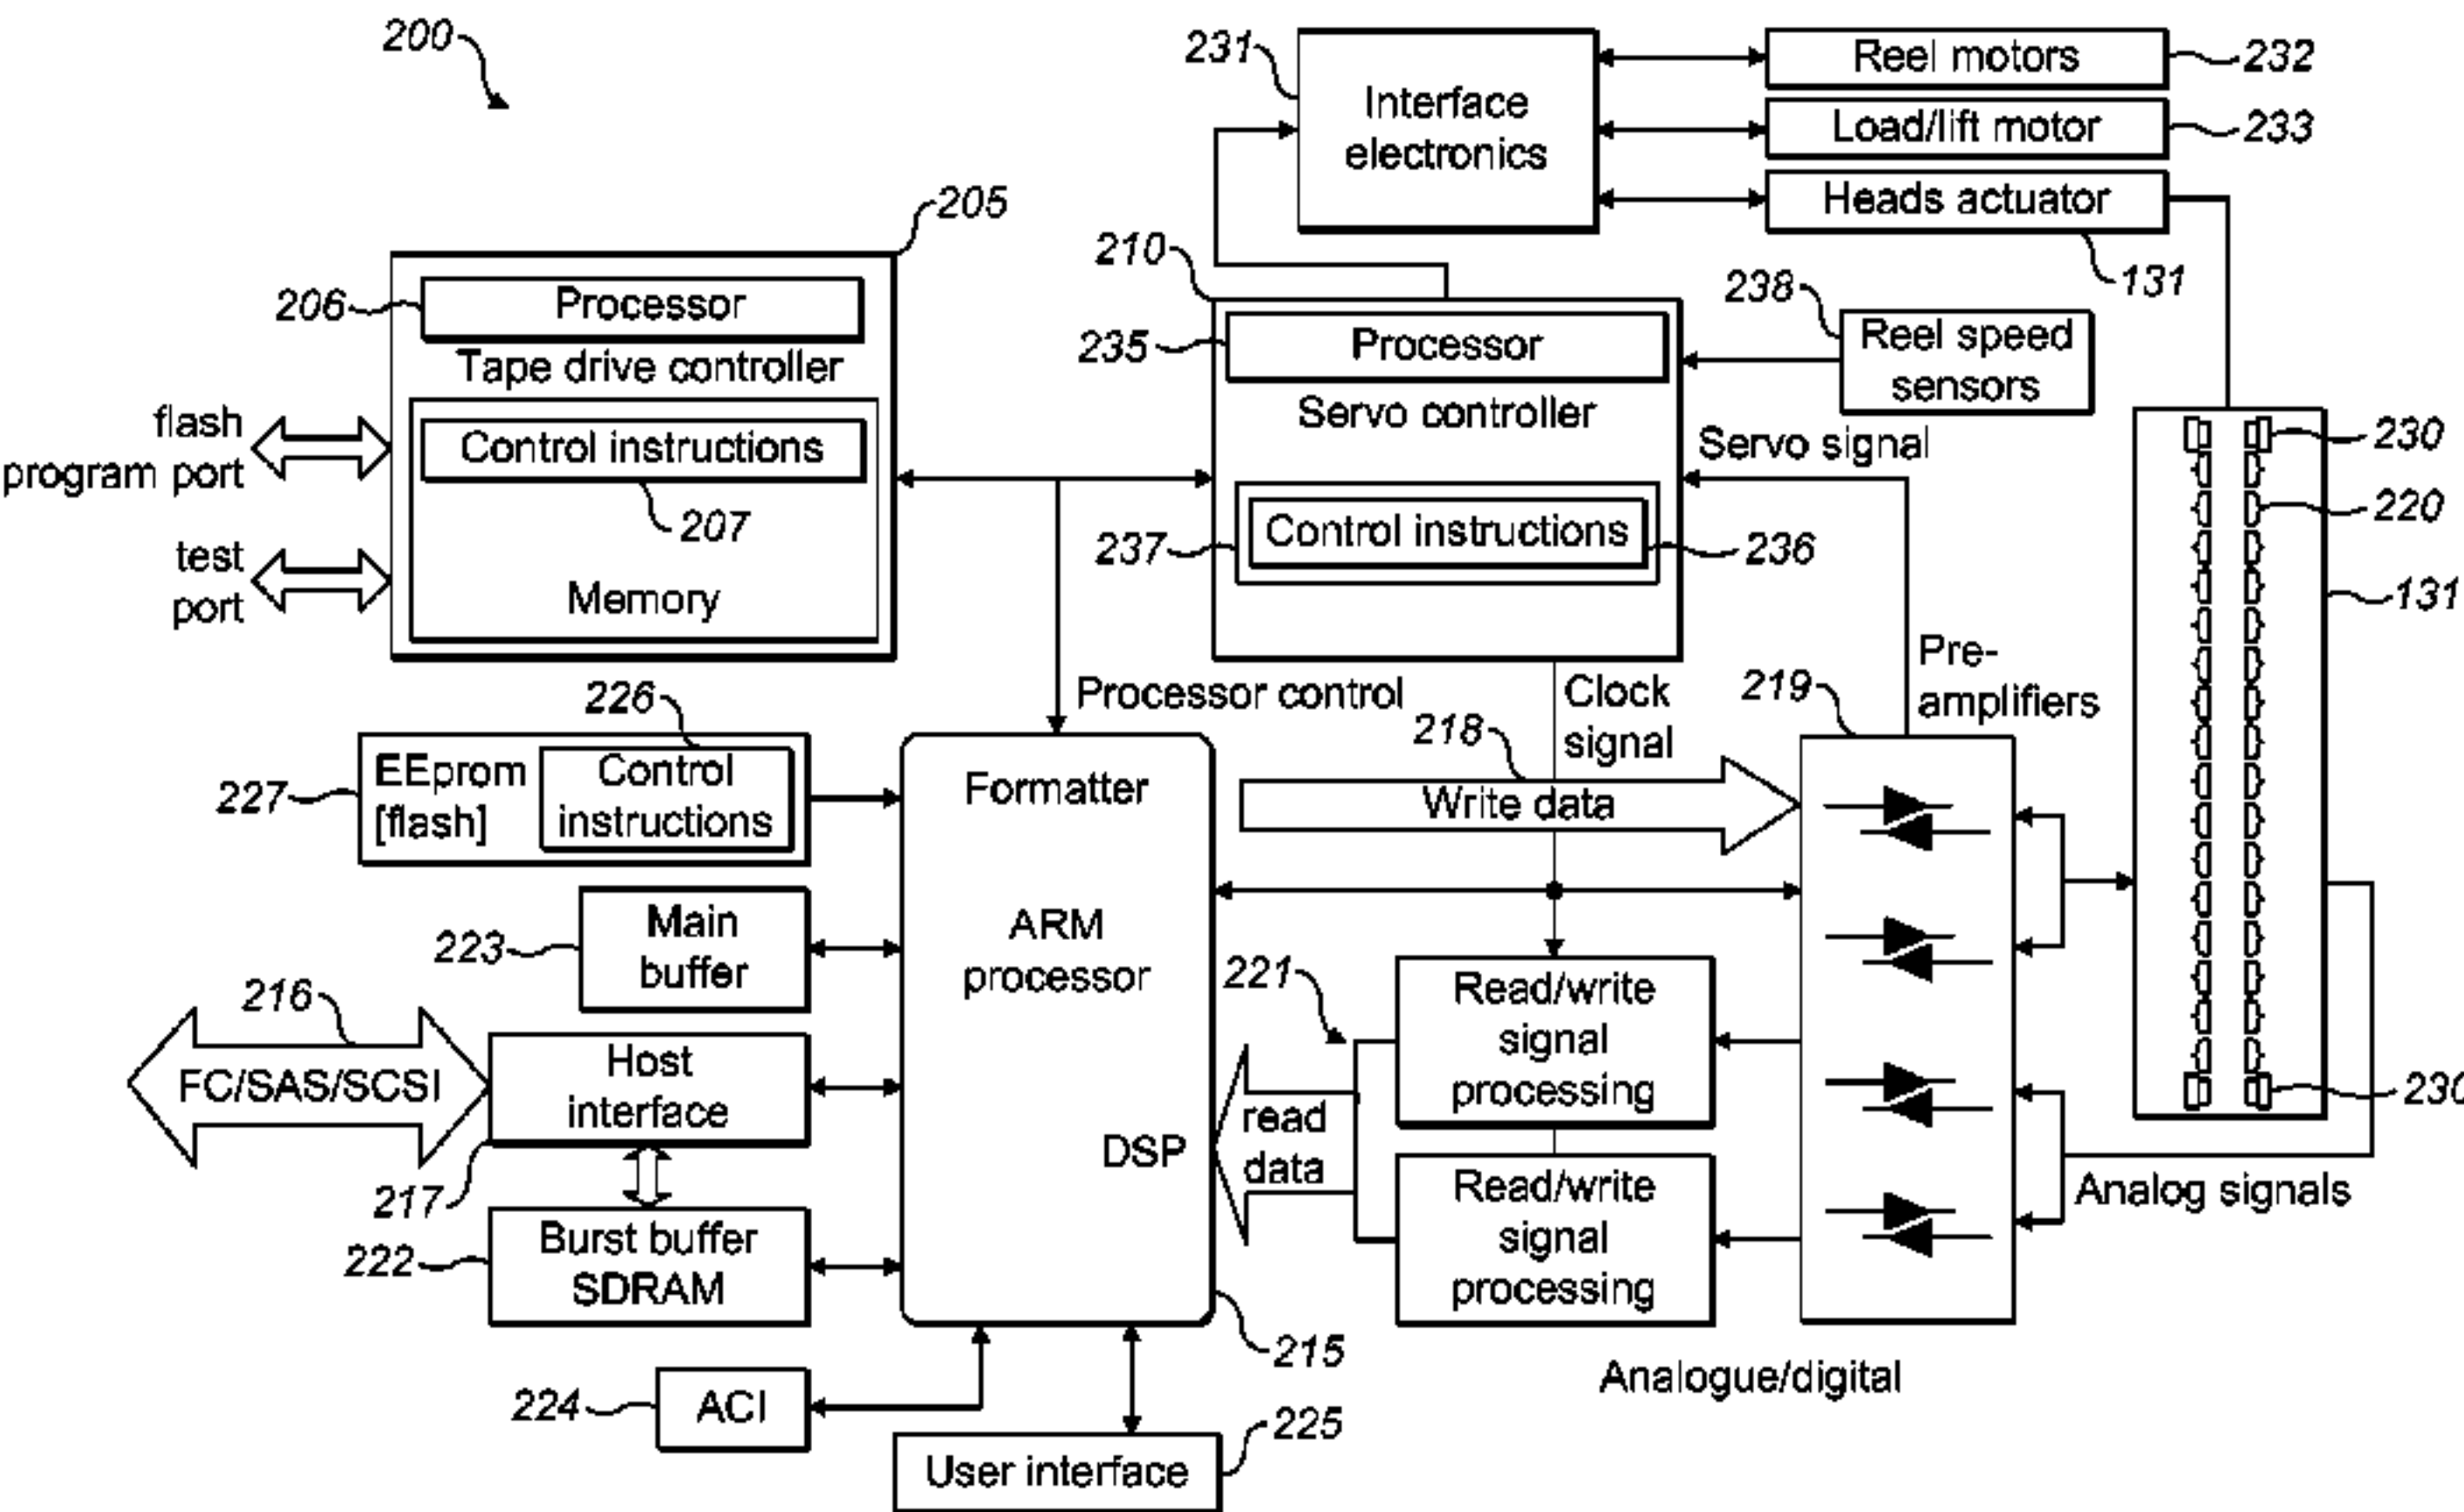 200
231
Interface
electronics
Reel motors
232
Load/lift motor
233
Heads actuator
131
205
206
Processor
Tape drive controller
Control instructions
207
Memory
flash
program port
test
port
210
235
Processor
Servo controller
237
Control instructions
236
238
Reel speed
sensors
Servo signal
230
220
131
230
Processor control
Clock
signal
219
Pre-
amplifiers
226
227
EEprom
[flash]
Control
instructions
Formatter
ARM
processor
DSP
215
218
Write data
223
Main
buffer
216
FC/SAS/SCSI
Host
interface
217
222
Burst buffer
SDRAM
224
ACI
User interface
225
221
read
data
Read/write
signal
processing
Read/write
signal
processing
Analog signals
Analogue/digital